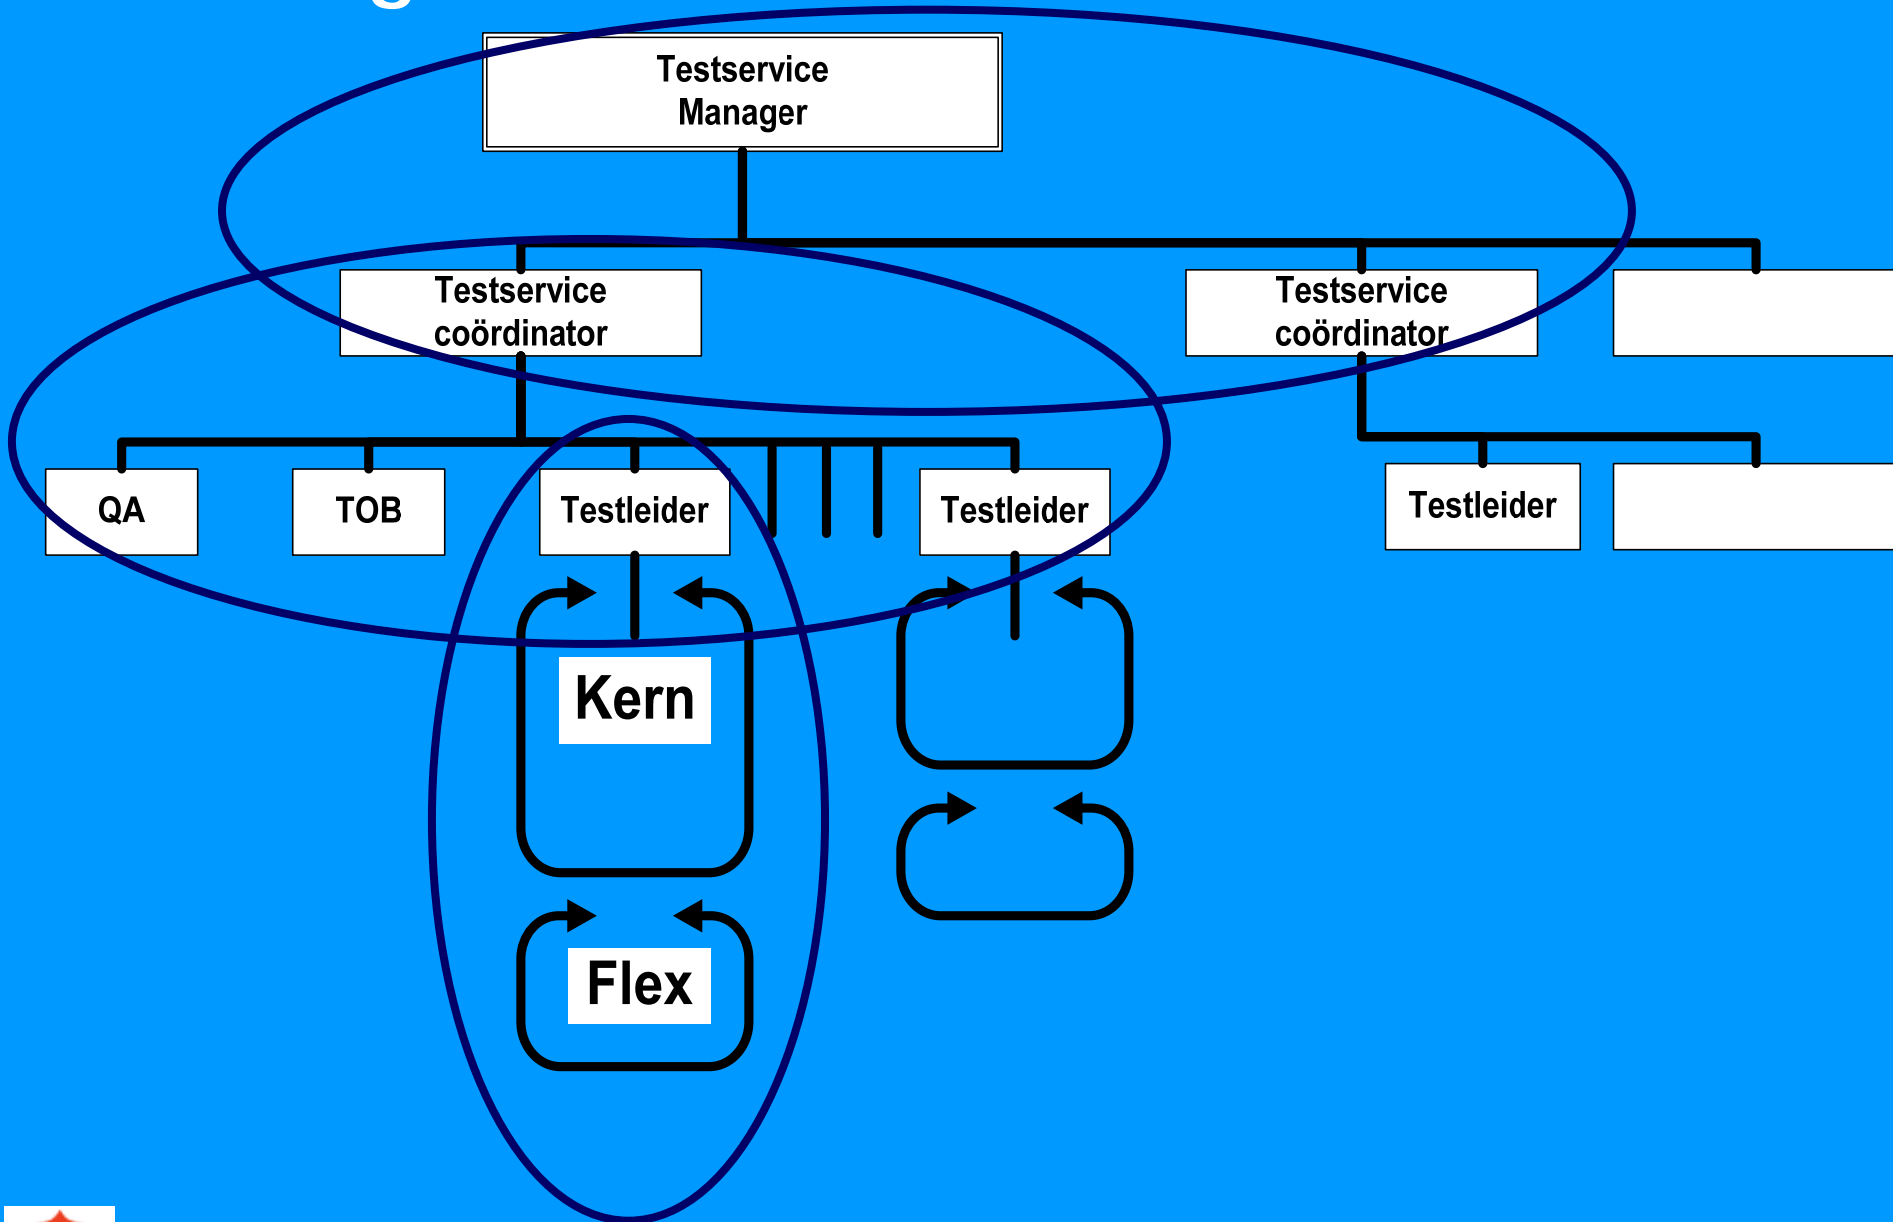 Testservice
Manager
Testservice
coördinator
Testservice
coördinator
QA
TOB
Testleider
Testleider
Testleider
Kern
Flex